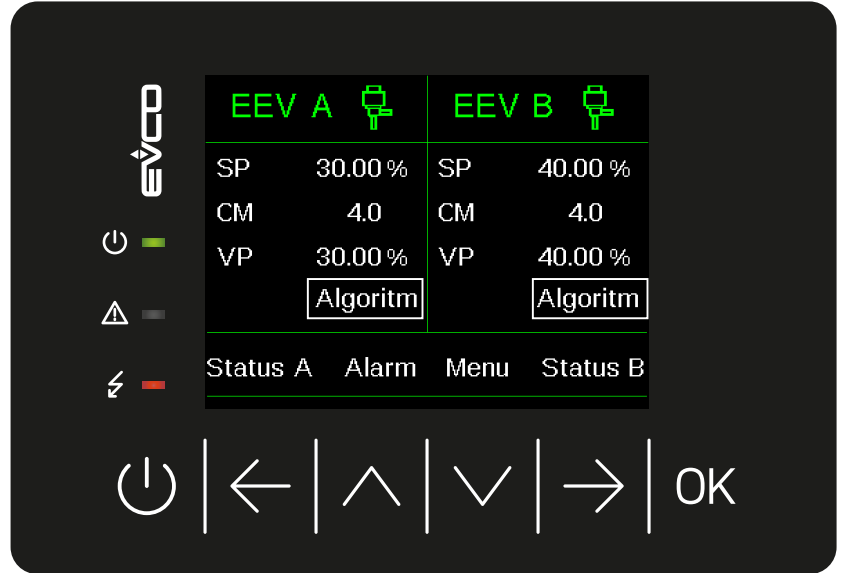 EVCO
EEV A EEV B
SP 30.00 % SP 40.00 %
CM 4.0 CM 4.0
VP 30.00 % VP 40.00 %
Algoritm Algoritm
Status A Alarm Menu Status B
OK